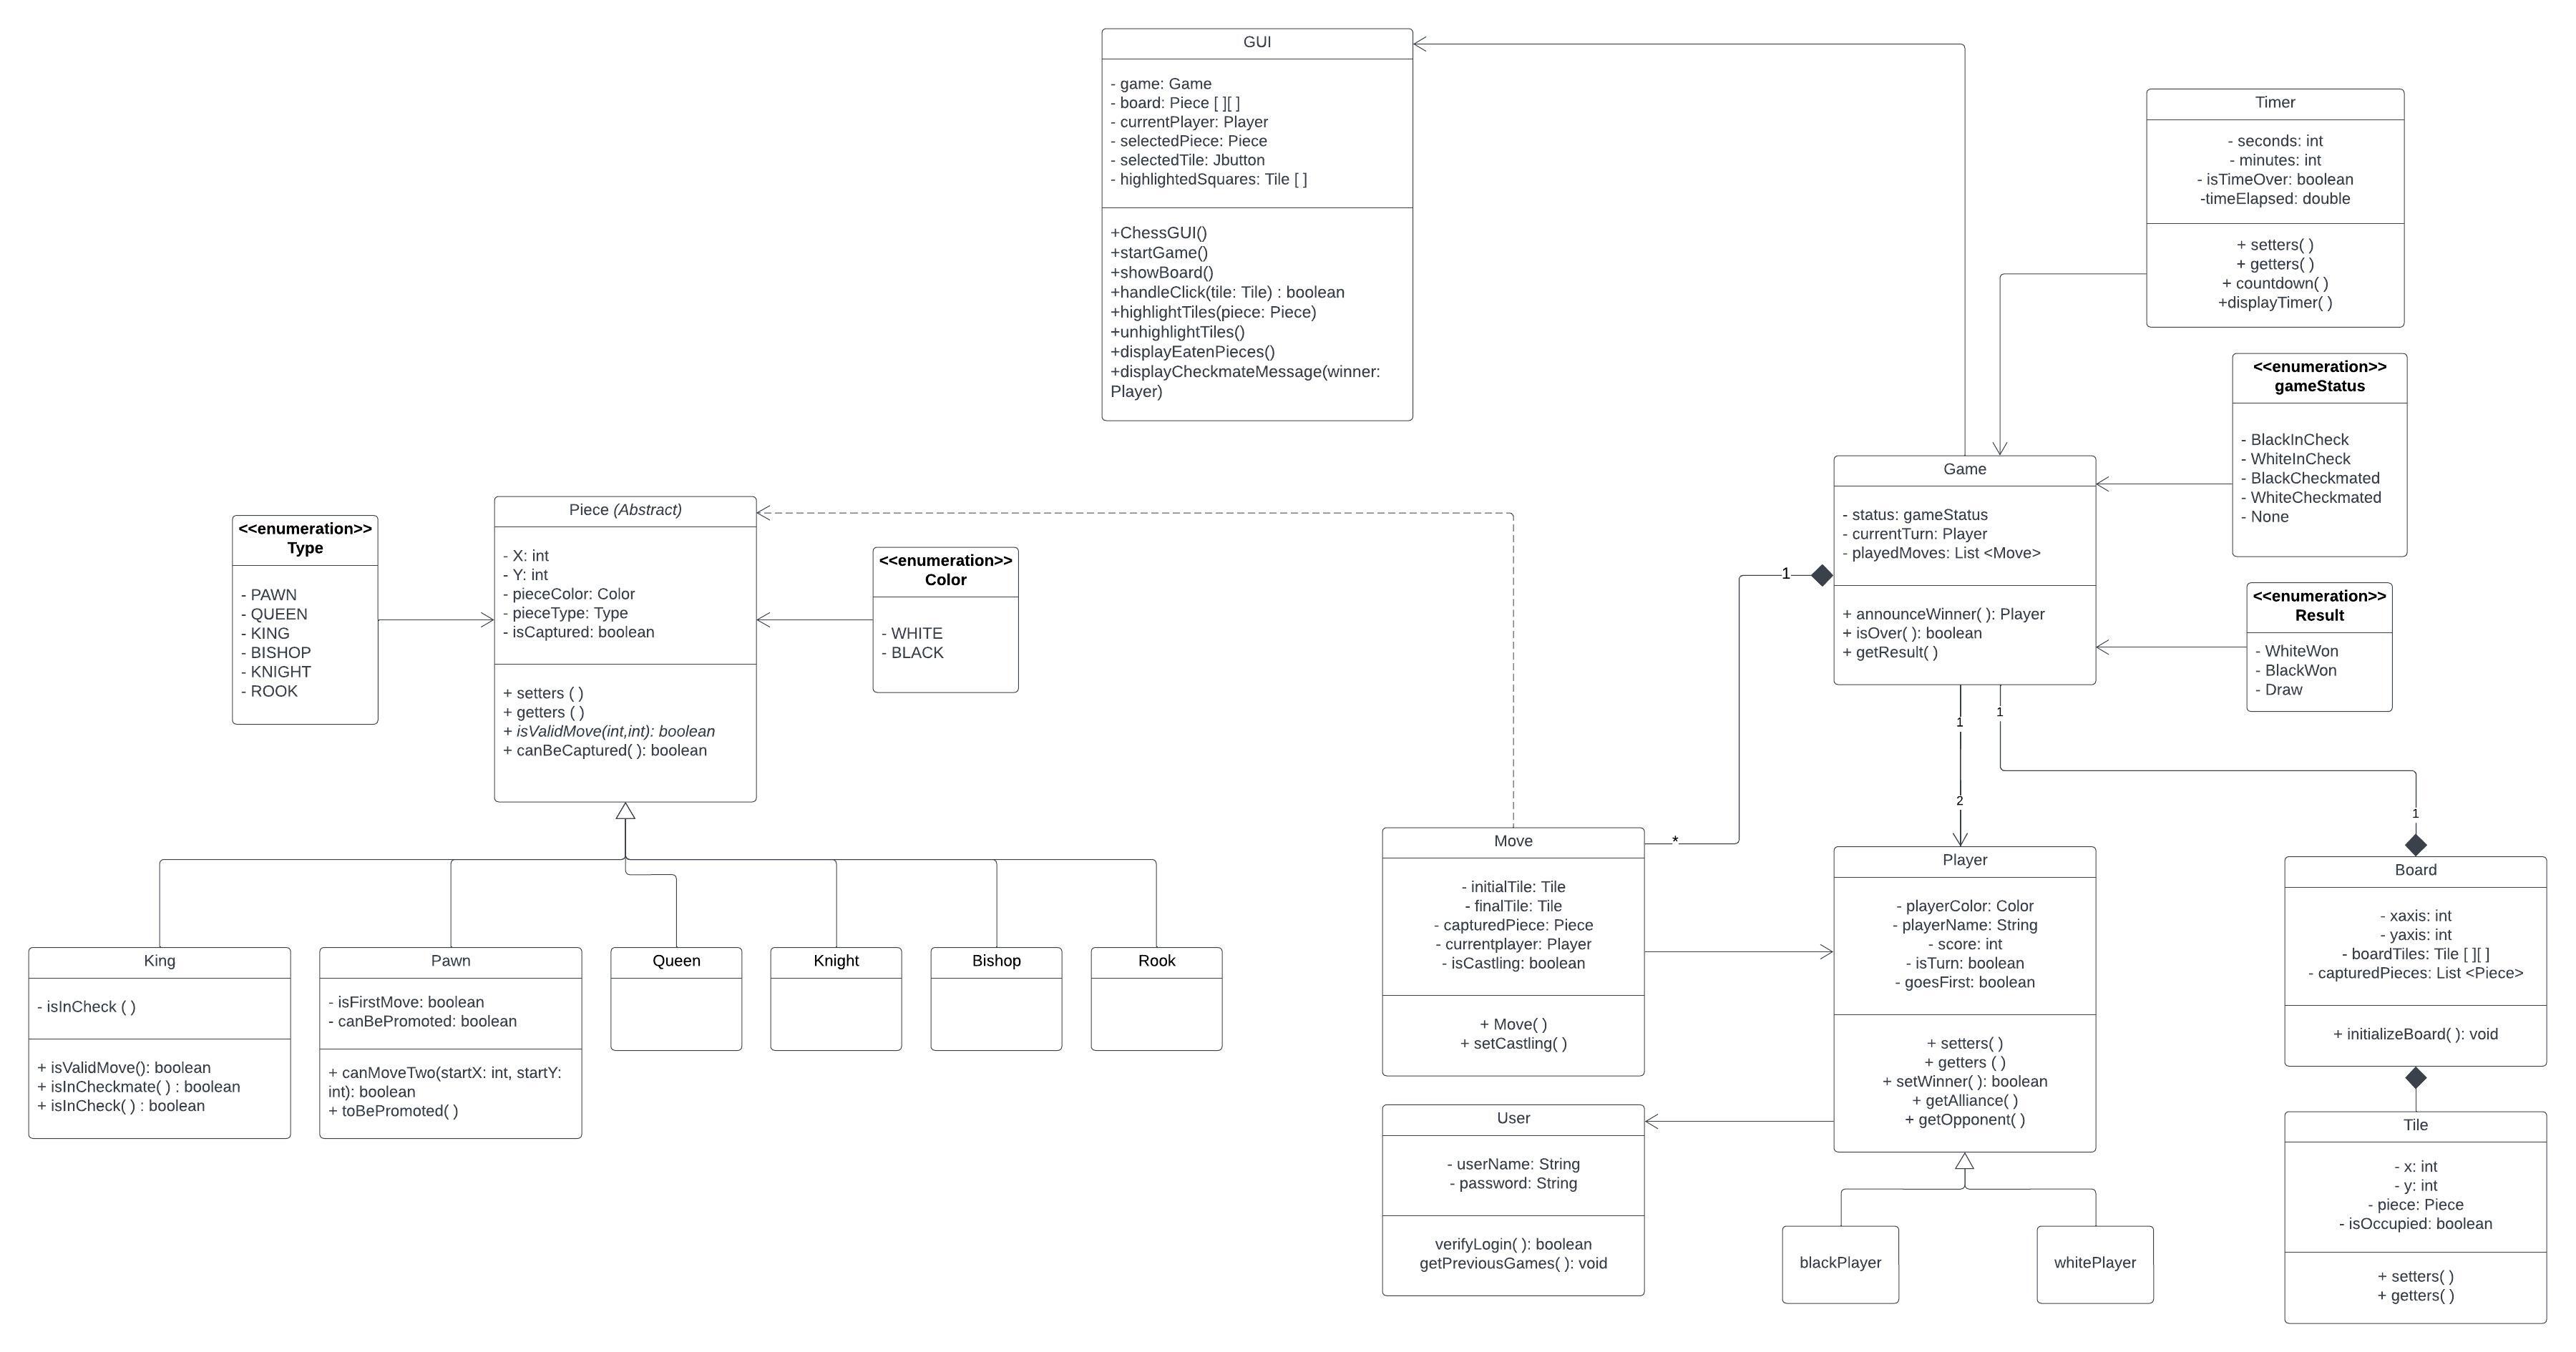 GUI
- game: Game
- board: Piece [ ][ ]
- currentPlayer: Player
- selectedPiece: Piece
- selectedTile: Jbutton
- highlightedSquares: Tile [ ]
+ChessGUI()
+startGame()
+showBoard()
+handleClick(tile: Tile) : boolean
+highlightTiles(piece: Piece)
+unhighlightTiles()
+displayEatenPieces()
+displayCheckmateMessage(winner:
Player)
Timer
- seconds: int
- minutes: int
- isTimeOver: boolean
-timeElapsed: double
+ setters( )
+ getters( )
+ countdown( )
+displayTimer( )
<<enumeration>>
gameStatus
- BlackInCheck
- WhiteInCheck
- BlackCheckmated
- WhiteCheckmated
- None
Game
- status: gameStatus
- currentTurn: Player
- playedMoves: List <Move>
+ announceWinner( ): Player
+ isOver( ): boolean
+ getResult( )
<<enumeration>>
Result
- WhiteWon
- BlackWon
- Draw
<<enumeration>>
Type
- PAWN
- QUEEN
- KING
- BISHOP
- KNIGHT
- ROOK
Piece (Abstract)
- X: int
- Y: int
- pieceColor: Color
- pieceType: Type
- isCaptured: boolean
+ setters ( )
+ getters ( )
+ isValidMove(int,int): boolean
+ canBeCaptured( ): boolean
<<enumeration>>
Color
- WHITE
- BLACK
1
*
1
2
1
1
King
- isInCheck ( )
+ isValidMove(): boolean
+ isInCheckmate( ) : boolean
+ isInCheck( ) : boolean
Pawn
- isFirstMove: boolean
- canBePromoted: boolean
+ canMoveTwo(startX: int, startY:
int): boolean
+ toBePromoted( )
Queen
Knight
Bishop
Rook
Move
- initialTile: Tile
- finalTile: Tile
- capturedPiece: Piece
- currentplayer: Player
- isCastling: boolean
+ Move( )
+ setCastling( )
Player
- playerColor: Color
- playerName: String
- score: int
- isTurn: boolean
- goesFirst: boolean
+ setters( )
+ getters ( )
+ setWinner( ): boolean
+ getAlliance( )
+ getOpponent( )
Board
- xaxis: int
- yaxis: int
- boardTiles: Tile [ ][ ]
- capturedPieces: List <Piece>
+ initializeBoard( ): void
User
- userName: String
- password: String
verifyLogin( ): boolean
getPreviousGames( ): void
blackPlayer
whitePlayer
Tile
- x: int
- y: int
- piece: Piece
- isOccupied: boolean
+ setters( )
+ getters( )